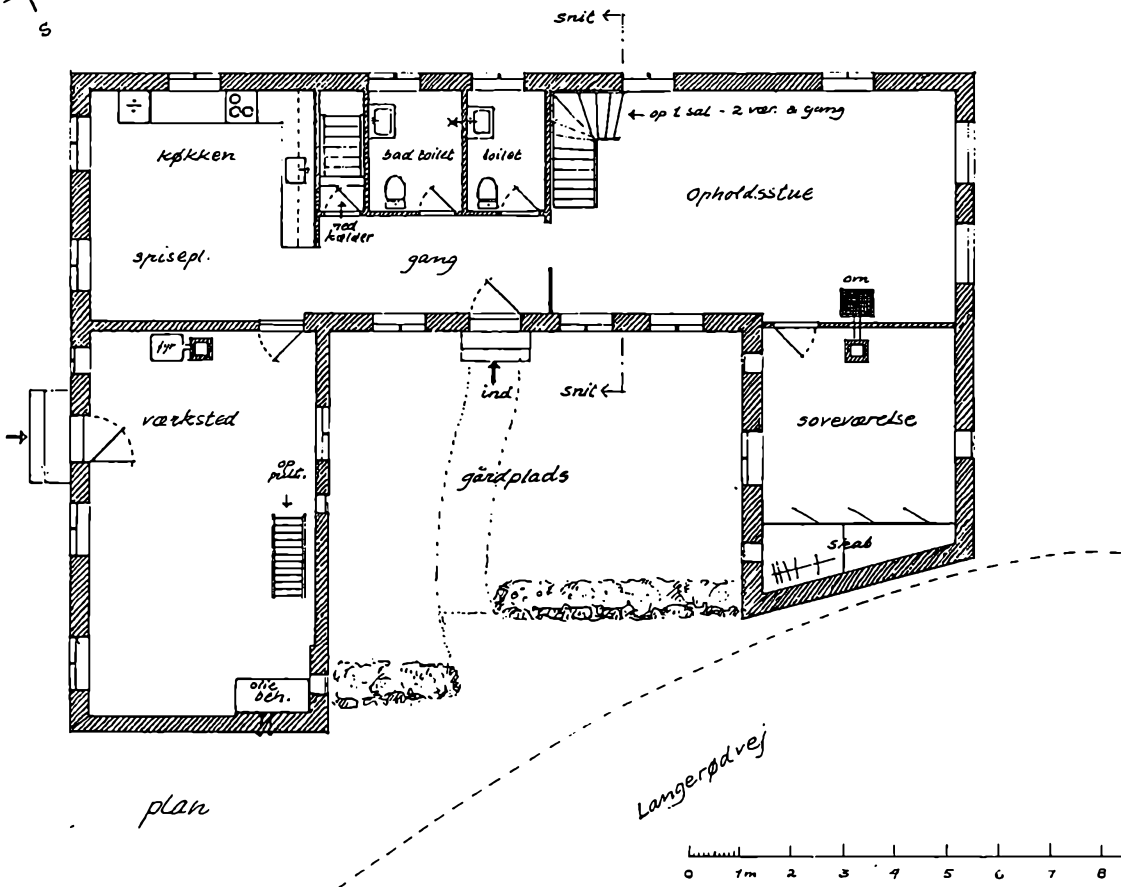 s
snit
op 1 sal - 2 vær. & gang
køkken
bad toilet
toilet
opholdsstue
ned
kælder
spisepl.
gang
ovn
fyr
ind
snit
værksted
soveværelse
op
gårdplads
skab
olie
beh.
plan
Langerødvej
0 1m 2 3 4 5 6 7 8